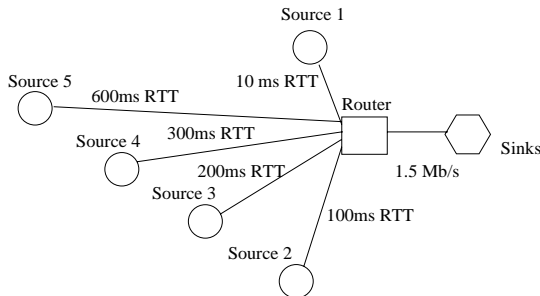 Source 1
10 ms RTT
Source 5
600ms RTT
Router
Source 4
300ms RTT
Sinks
200ms RTT
1.5 Mb/s
Source 3
100ms RTT
Source 2